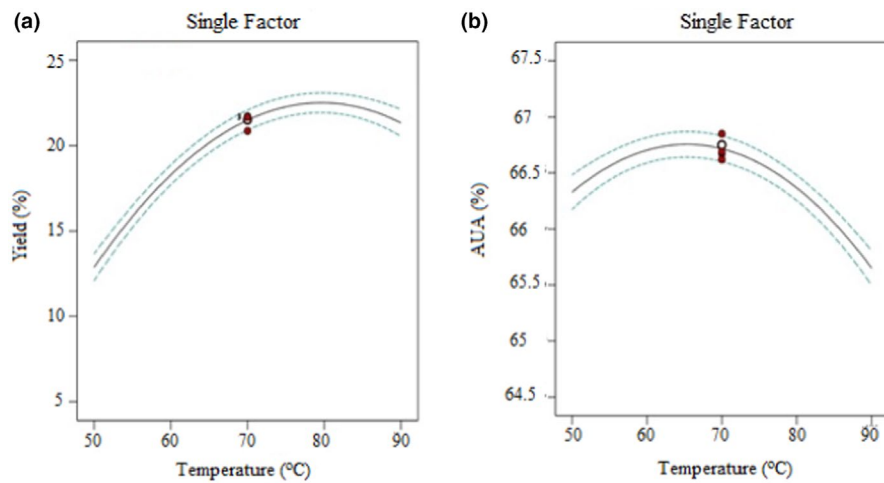 (a)
Single Factor
25
20
15
10
5
Yield (%)
50 60 70 80 90
Temperature (°C)
(b)
Single Factor
67.5
67
66.5
66
65.5
65
64.5
AUA (%)
50 60 70 80 90
Temperature (°C)